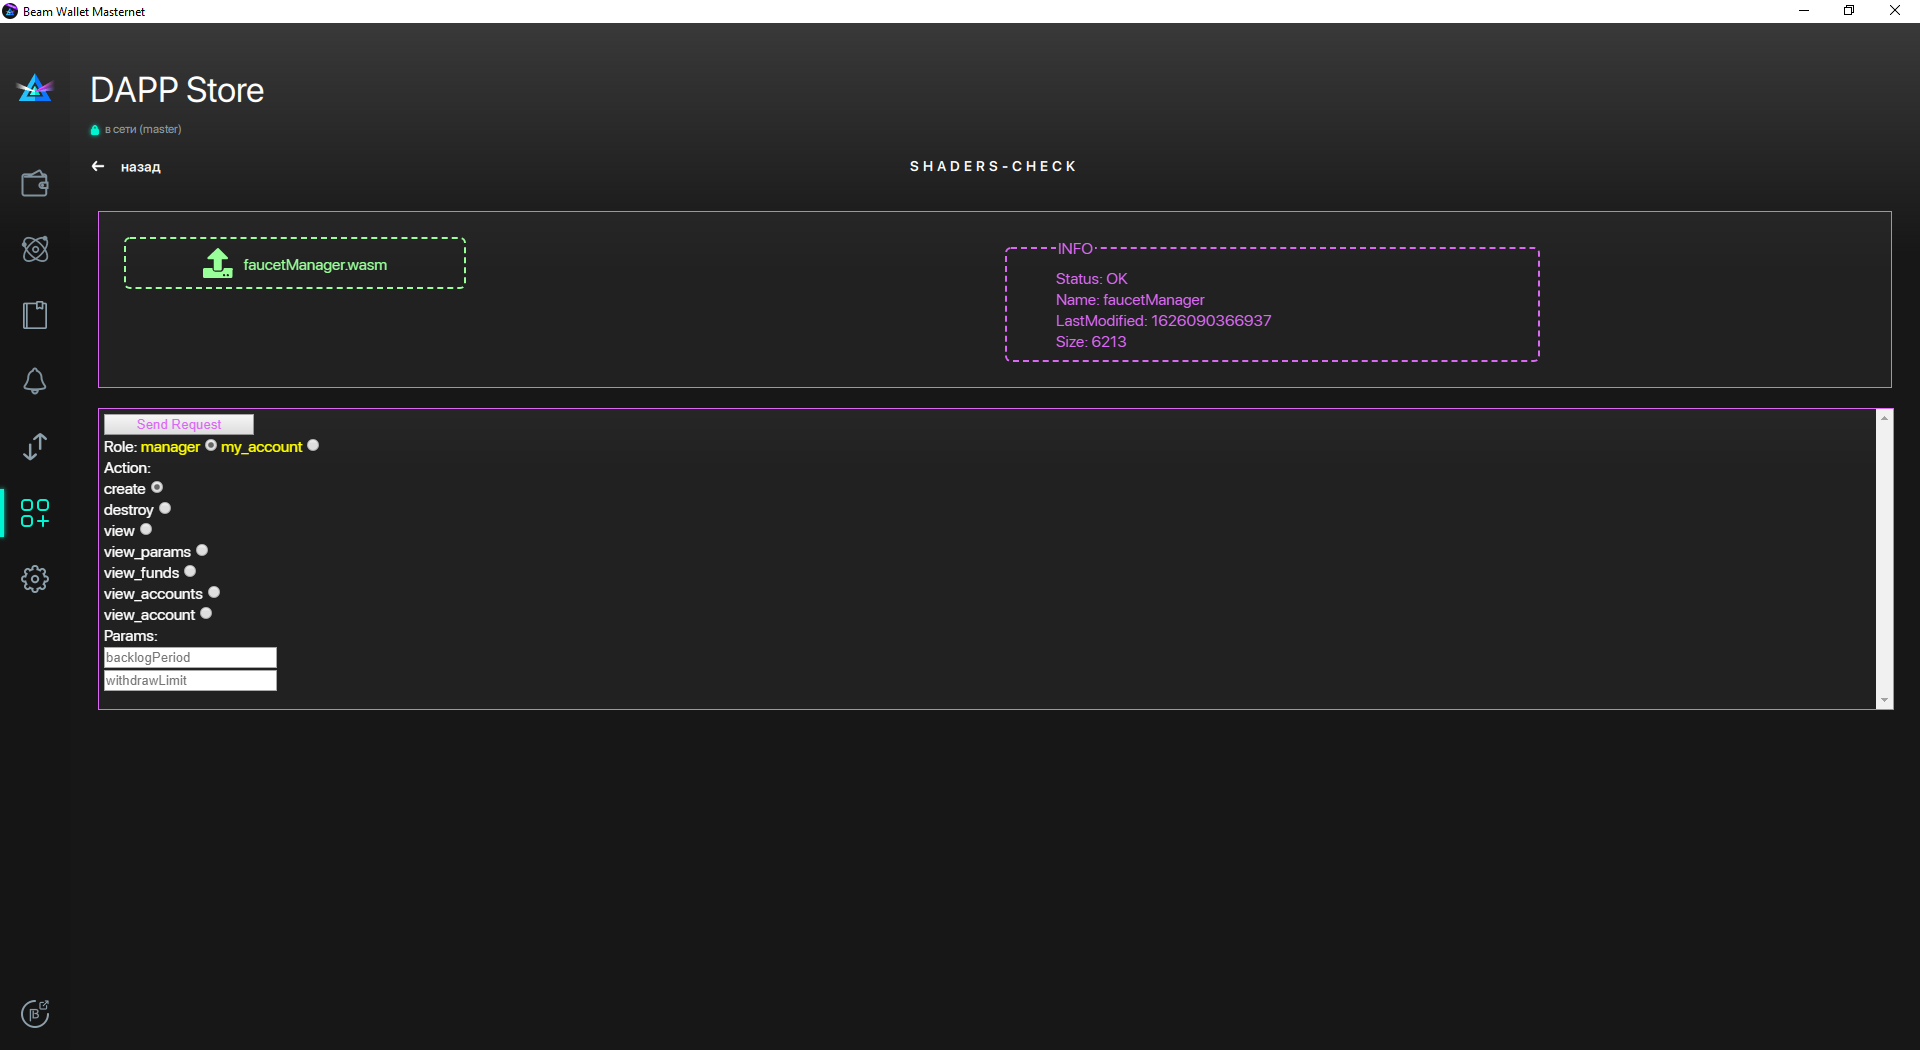 Beam Wallet Masternet
DAPP Store
в сети (master)
назад
SHADERS-CHECK
faucetManager.wasm
INFO
Status: OK
Name: faucetManager
LastModified: 1626090366937
Size: 6213
Send Request
Role: manager my_account
Action:
create
destroy
view
view_params
view_funds
view_accounts
view_account
Params:
backlogPeriod
withdrawLimit